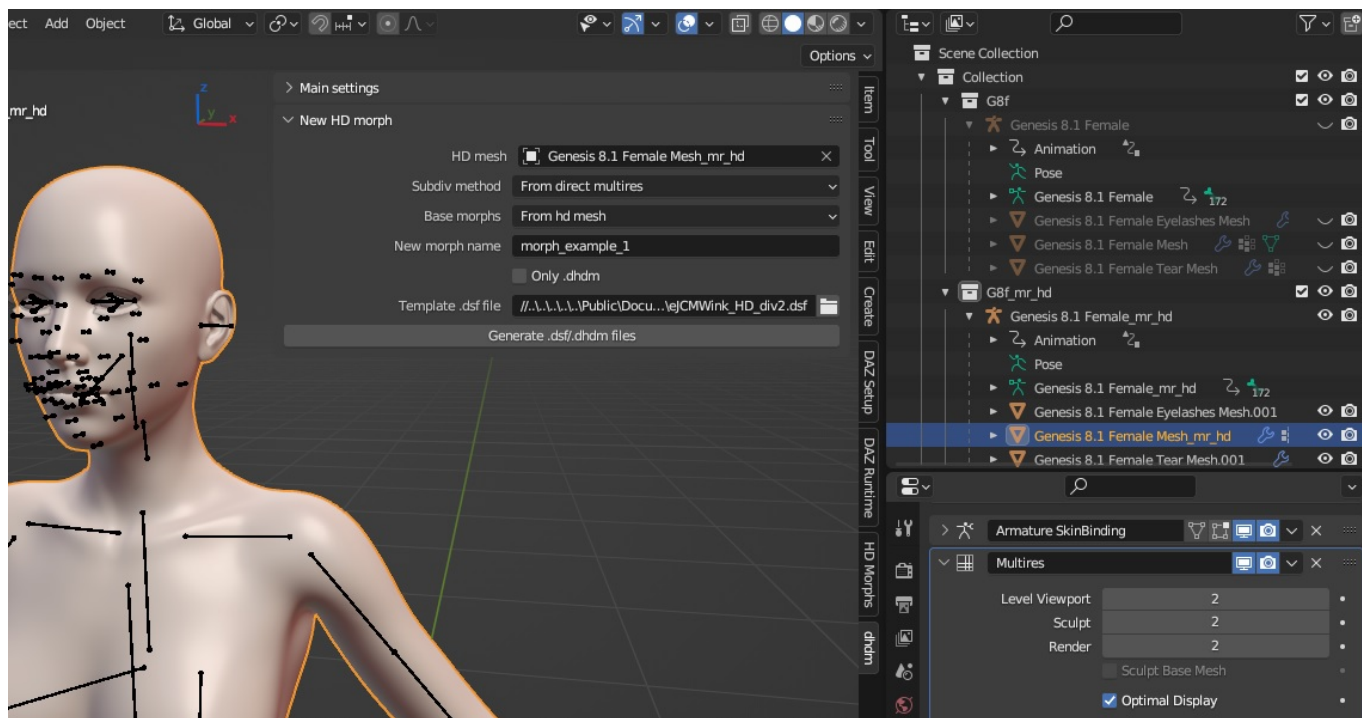 ect Add Object Global
Options
mr_hd
z
y
x
Main settings
New HD morph
HD mesh Genesis 8.1 Female Mesh_mr_hd
Subdiv method From direct multires
Base morphs From hd mesh
New morph name morph_example_1
Only .dhdm
Template .dsf file //..\..\..\..\..\Public\Docu...\eJCMWink_HD_div2.dsf
Generate .dsf/.dhdm files
Item
Tool
View
Edit
Create
DAZ Setup
DAZ Runtime
HD Morphs
dhdm
Scene Collection
Collection
G8f
Genesis 8.1 Female
Animation 2
Pose
Genesis 8.1 Female 172
Genesis 8.1 Female Eyelashes Mesh
Genesis 8.1 Female Mesh
Genesis 8.1 Female Tear Mesh
G8f_mr_hd
Genesis 8.1 Female_mr_hd
Animation 2
Pose
Genesis 8.1 Female_mr_hd 172
Genesis 8.1 Female Eyelashes Mesh.001
Genesis 8.1 Female Mesh_mr_hd
Genesis 8.1 Female Tear Mesh.001
Armature SkinBinding
Multires
Level Viewport 2
Sculpt 2
Render 2
Sculpt Base Mesh
Optimal Display